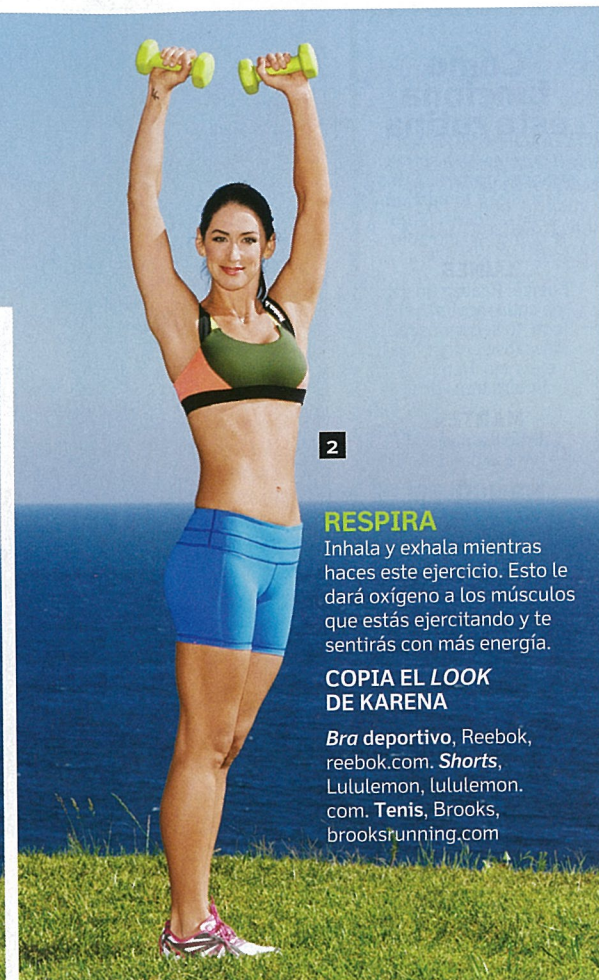 2
RESPIRA
Inhala y exhala mientras
haces este ejercicio. Esto le
dará oxígeno a los músculos
que estás ejercitando y te
sentirás con más energía.
COPIA EL LOOK
DE KARENA
Bra deportivo, Reebok,
reebok.com. Shorts,
Lululemon, lululemon.
com. Tenis, Brooks,
brooksrunning.com